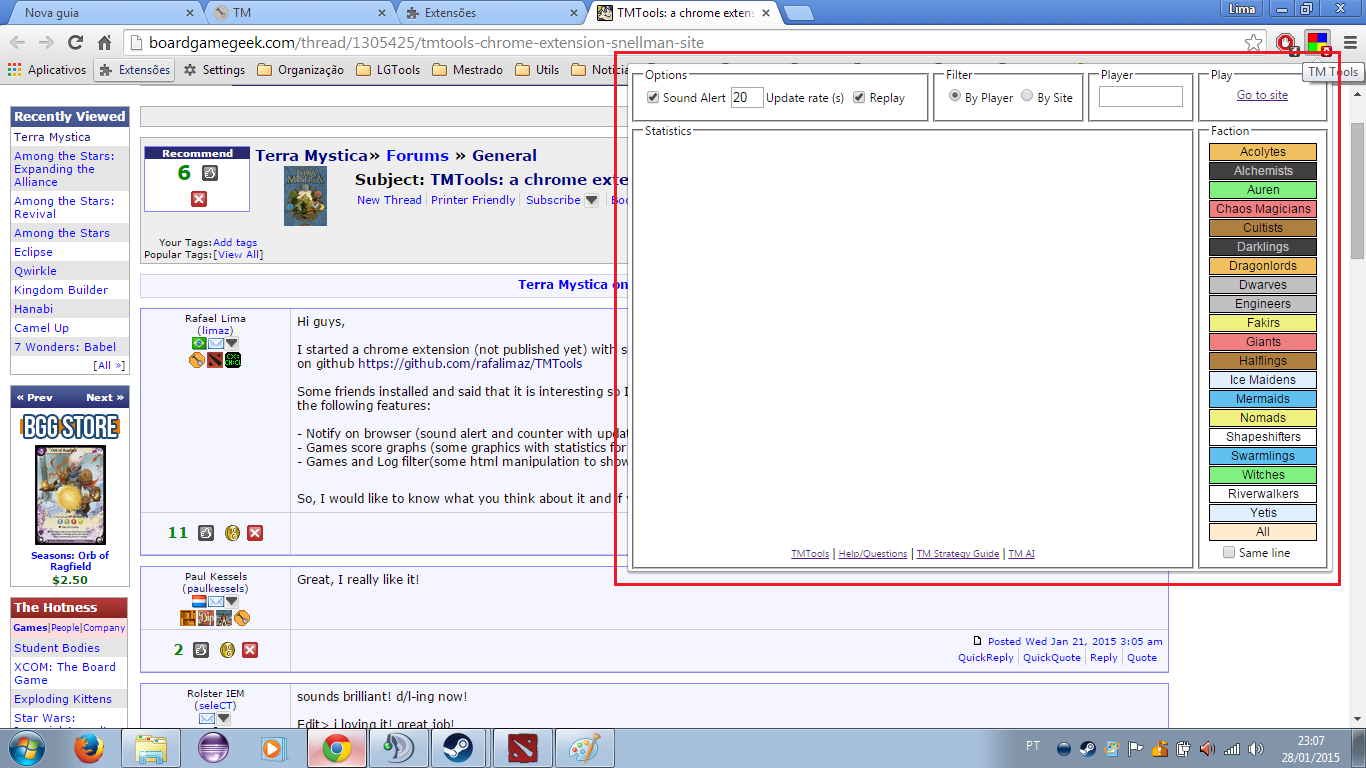 Nova guia
TM
Extensões
TMTools: a chrome exten
Lima
boardgamegeek.com/thread/1305425/tmtools-chrome-extension-snellman-site
Aplicativos
Extensões
Settings
Organização
LGTools
Mestrado
Utils
TM Tools
Recently Viewed
Terra Mystica
Among the Stars:
Expanding the
Alliance
Among the Stars:
Revival
Among the Stars
Eclipse
Qwirkle
Kingdom Builder
Hanabi
Camel Up
7 Wonders: Babel
[All »]
« Prev Next »
BGG STORE
Orb of Ragfield
Seasons: Orb of
Ragfield
$2.50
The Hotness
Games|People|Company
Student Bodies
XCOM: The Board
Game
Exploding Kittens
Star Wars:
Recommend
6
Terra Mystica» Forums » General
Subject: TMTools: a chrome exte
New Thread | Printer Friendly | Subscribe
Your Tags: Add tags
Popular Tags: [View All]
Terra Mystica on
Rafael Lima
(limaz)
Hi guys,
I started a chrome extension (not published yet) with s
on github https://github.com/rafalimaz/TMTools
Some friends installed and said that it is interesting so I
the following features:
- Notify on browser (sound alert and counter with updat
- Games score graphs (some graphics with statistics for
- Games and Log filter(some html manipulation to show
So, I would like to know what you think about it and if
11
Paul Kessels
(paulkessels)
Great, I really like it!
2
Posted Wed Jan 21, 2015 3:05 am
QuickReply | QuickQuote | Reply | Quote
Rolster IEM
(seleCT)
sounds brilliant! d/l-ing now!
Edit> i loving it! great job!
Options
Sound Alert 20 Update rate (s) Replay
Filter
By Player By Site
Player
Play
Go to site
Statistics
TMTools | Help/Questions | TM Strategy Guide | TM AI
Faction
Acolytes
Alchemists
Auren
Chaos Magicians
Cultists
Darklings
Dragonlords
Dwarves
Engineers
Fakirs
Giants
Halflings
Ice Maidens
Mermaids
Nomads
Shapeshifters
Swarmlings
Witches
Riverwalkers
Yetis
All
Same line
PT
23:07
28/01/2015